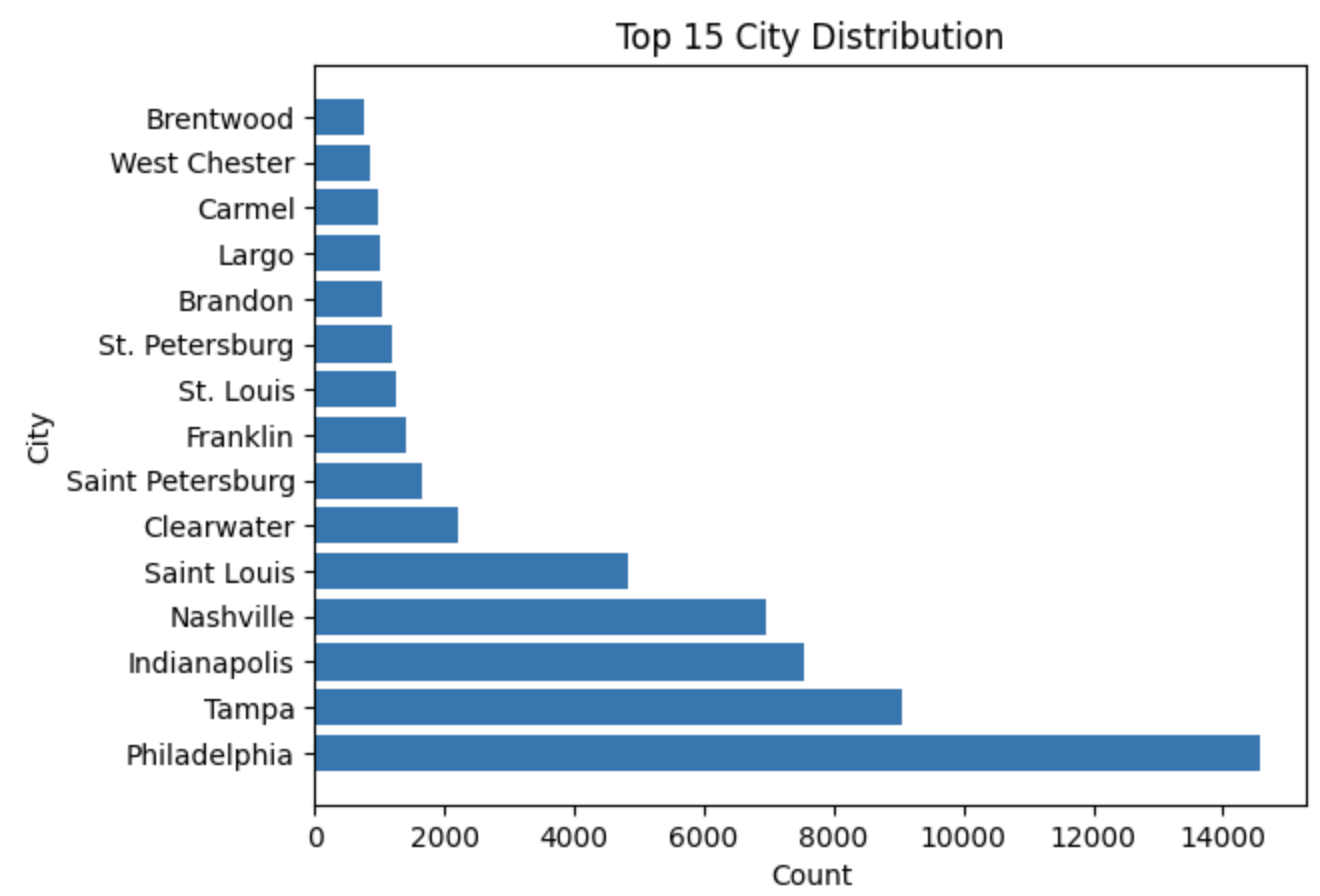 Top 15 City Distribution
Brentwood
West Chester
Carmel
Largo
Brandon
St. Petersburg
St. Louis
Franklin
City
Saint Petersburg
Clearwater
Saint Louis
Nashville
Indianapolis
Tampa
Philadelphia
0 2000 4000 6000 8000 10000 12000 14000
Count